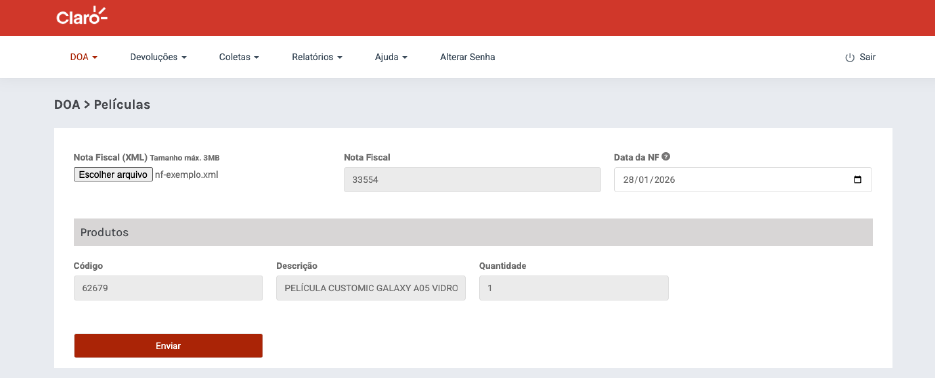 Claro
DOA Devoluções Coletas Relatórios Ajuda Alterar Senha Sair
DOA > Películas
Nota Fiscal (XML) Tamanho máx. 3MB Nota Fiscal Data da NF ?
Escolher arquivo nf-exemplo.xml 33554 28/01/2026
Produtos
Código Descrição Quantidade
62679 PELÍCULA CUSTOMIC GALAXY A05 VIDRO 1
Enviar